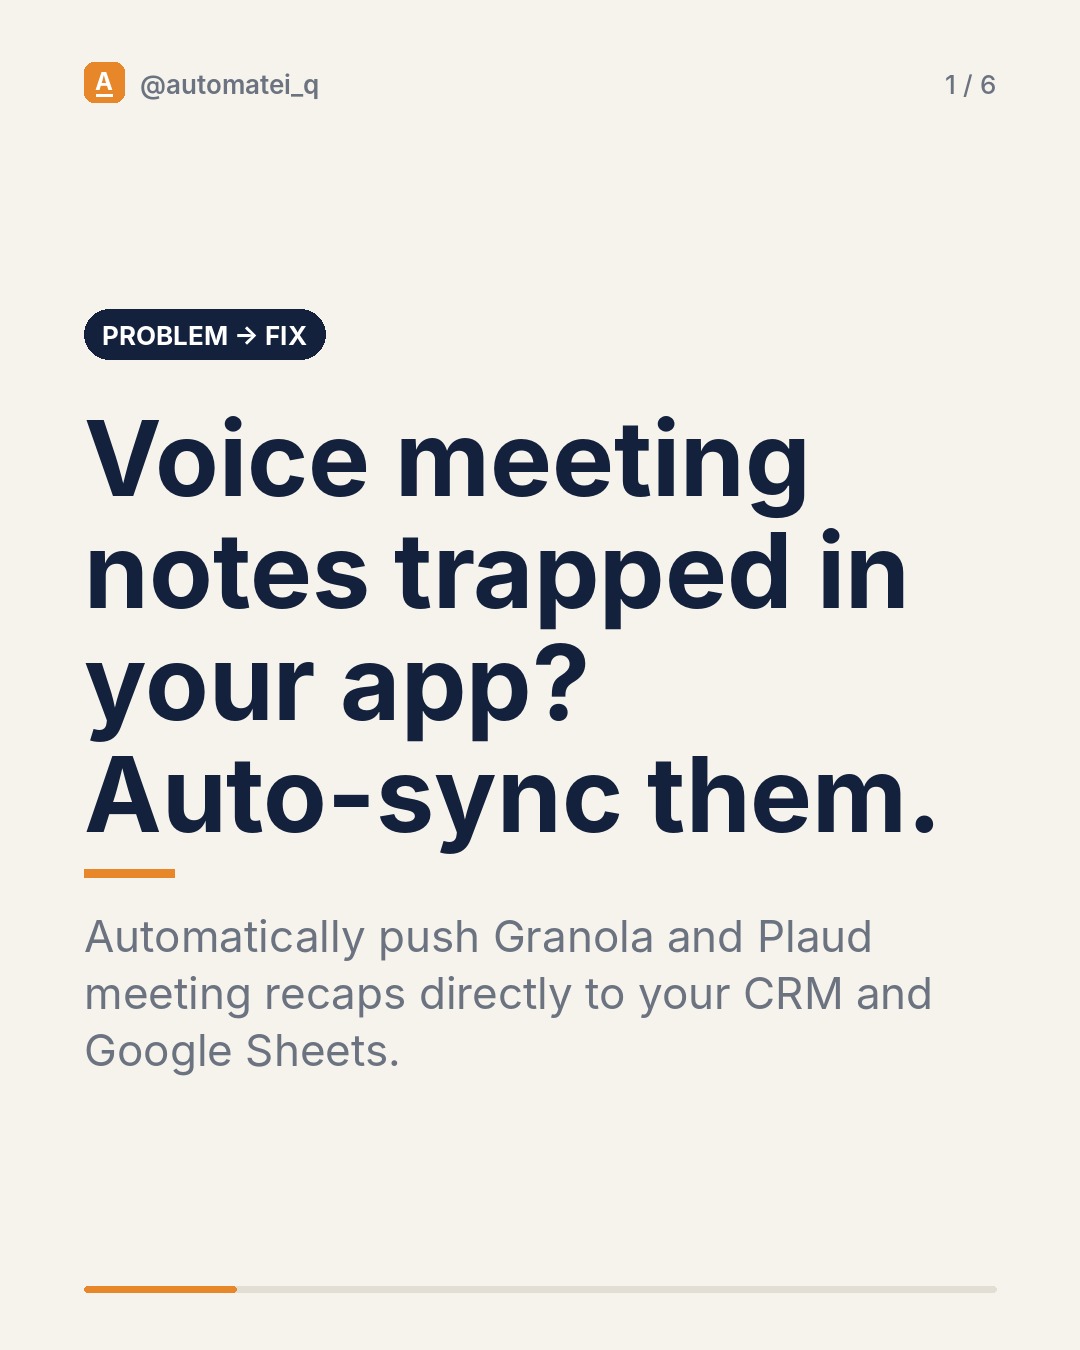 A
@automatei_q
1 / 6
PROBLEM → FIX
Voice meeting
notes trapped in
your app?
Auto-sync them.
Automatically push Granola and Plaud
meeting recaps directly to your CRM and
Google Sheets.